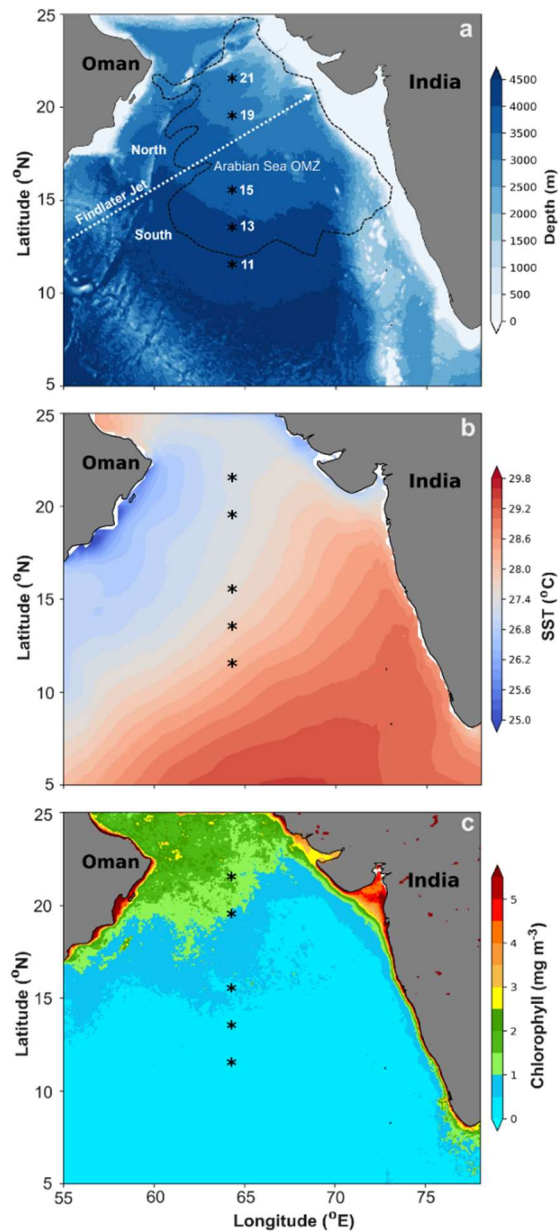 a
Oman
India
21
19
North
Arabian Sea OMZ
15
Findlater Jet
South
13
11
25
20
15
10
5
Latitude (°N)
4500
4000
3500
3000
2500
2000
1500
1000
500
0
Depth (m)
b
Oman
India
25
20
15
10
5
Latitude (°N)
29.8
29.2
28.6
28.0
27.4
26.8
26.2
25.6
25.0
SST (°C)
c
Oman
India
25
20
15
10
5
Latitude (°N)
5
4
3
2
1
0
Chlorophyll (mg m⁻³)
55
60
65
70
75
Longitude (°E)